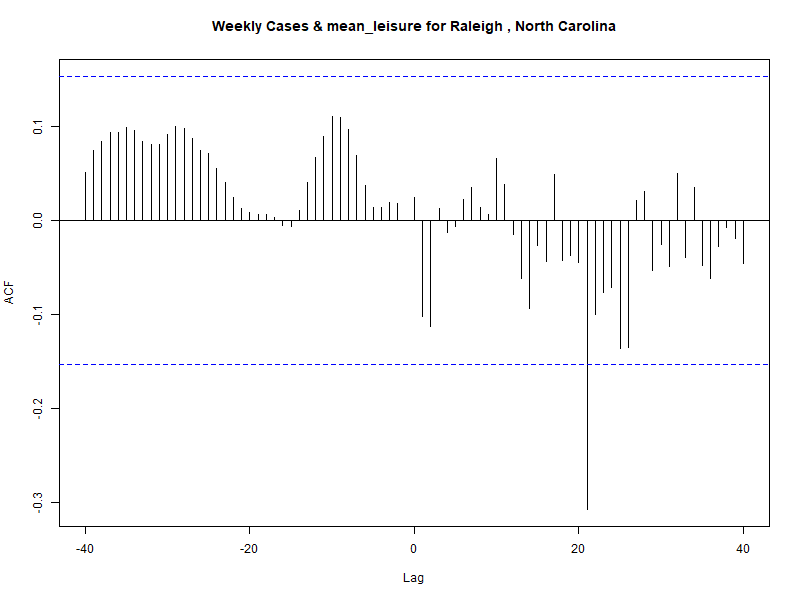 Weekly Cases & mean_leisure for Raleigh , North Carolina
ACF
0.1
0.0
-0.1
-0.2
-0.3
-40 -20 0 20 40
Lag